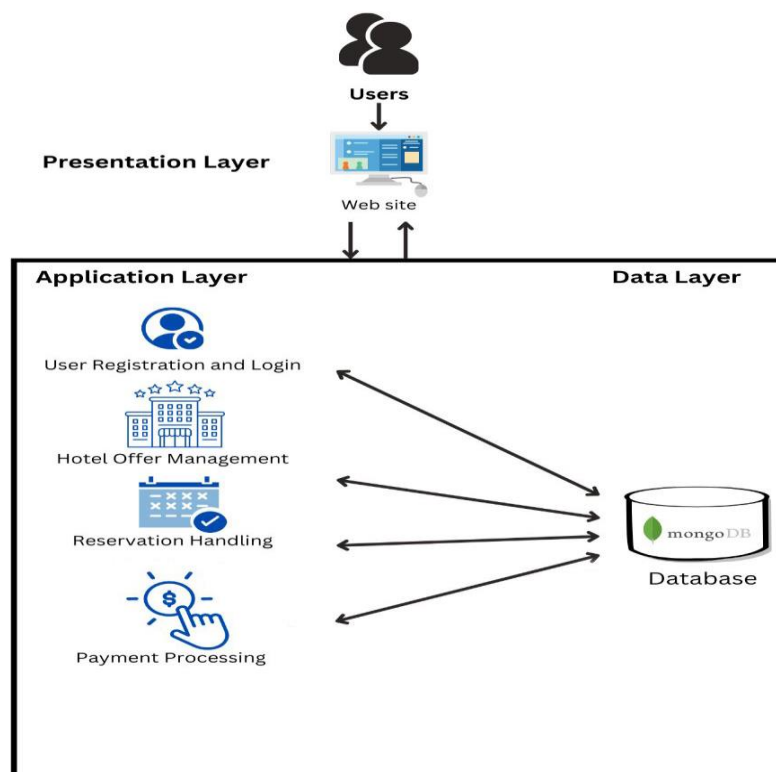 Users
Presentation Layer
Web site
Application Layer
Data Layer
User Registration and Login
Hotel Offer Management
Reservation Handling
Payment Processing
$
mongoDB
Database